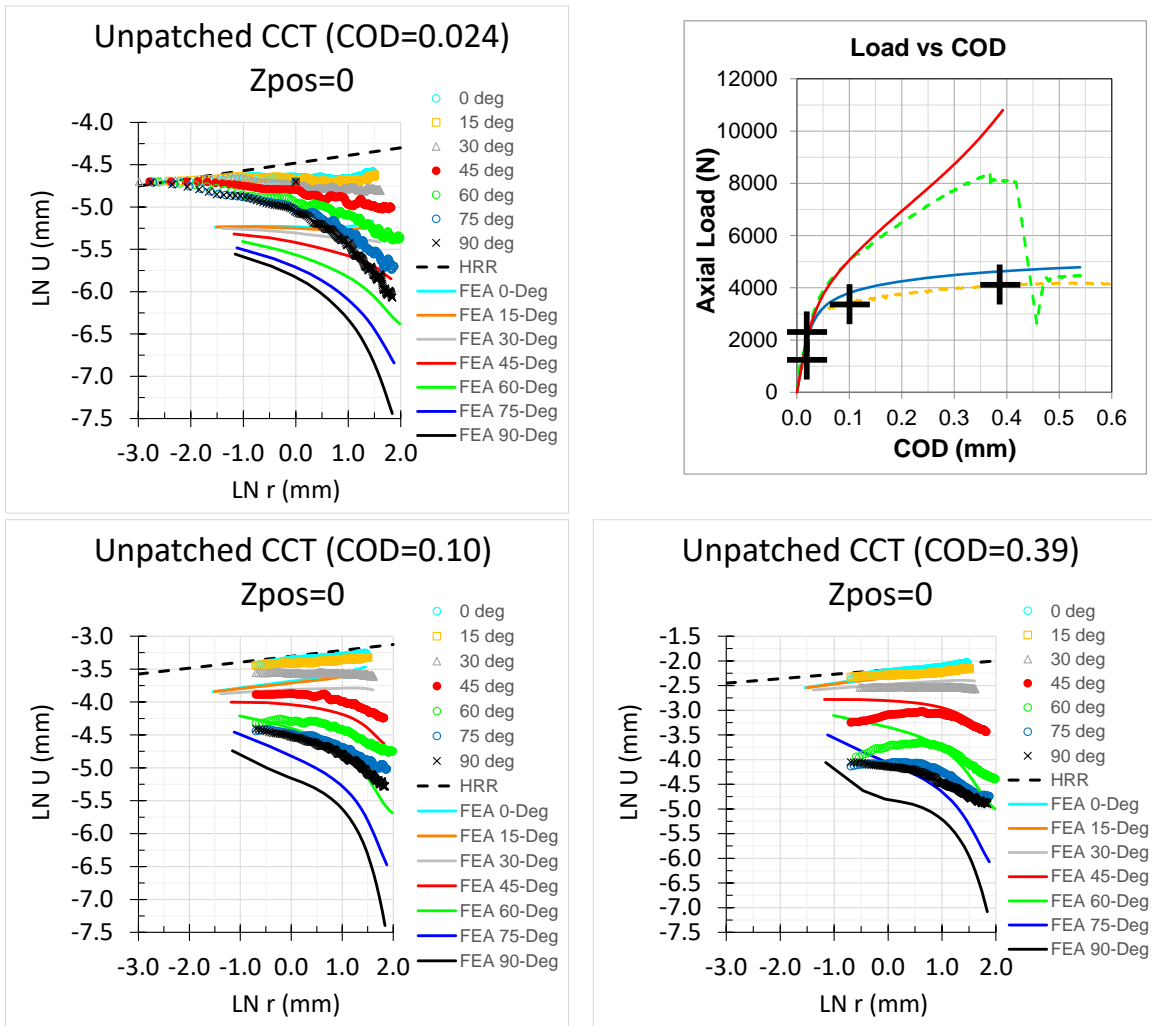 Unpatched CCT (COD=0.024)
Zpos=0
-4.0
-4.5
-5.0
-5.5
-6.0
-6.5
-7.0
-7.5
LN U (mm)
-3.0 -2.0 -1.0 0.0 1.0 2.0
LN r (mm)
0 deg
15 deg
30 deg
45 deg
60 deg
75 deg
90 deg
HRR
FEA 0-Deg
FEA 15-Deg
FEA 30-Deg
FEA 45-Deg
FEA 60-Deg
FEA 75-Deg
FEA 90-Deg
Load vs COD
12000
10000
8000
6000
4000
2000
0
Axial Load (N)
0.0 0.1 0.2 0.3 0.4 0.5 0.6
COD (mm)
Unpatched CCT (COD=0.10)
Zpos=0
-3.0
-3.5
-4.0
-4.5
-5.0
-5.5
-6.0
-6.5
-7.0
-7.5
LN U (mm)
-3.0 -2.0 -1.0 0.0 1.0 2.0
LN r (mm)
0 deg
15 deg
30 deg
45 deg
60 deg
75 deg
90 deg
HRR
FEA 0-Deg
FEA 15-Deg
FEA 30-Deg
FEA 45-Deg
FEA 60-Deg
FEA 75-Deg
FEA 90-Deg
Unpatched CCT (COD=0.39)
Zpos=0
-1.5
-2.0
-2.5
-3.0
-3.5
-4.0
-4.5
-5.0
-5.5
-6.0
-6.5
-7.0
-7.5
LN U (mm)
-3.0 -2.0 -1.0 0.0 1.0 2.0
LN r (mm)
0 deg
15 deg
30 deg
45 deg
60 deg
75 deg
90 deg
HRR
FEA 0-Deg
FEA 15-Deg
FEA 30-Deg
FEA 45-Deg
FEA 60-Deg
FEA 75-Deg
FEA 90-Deg